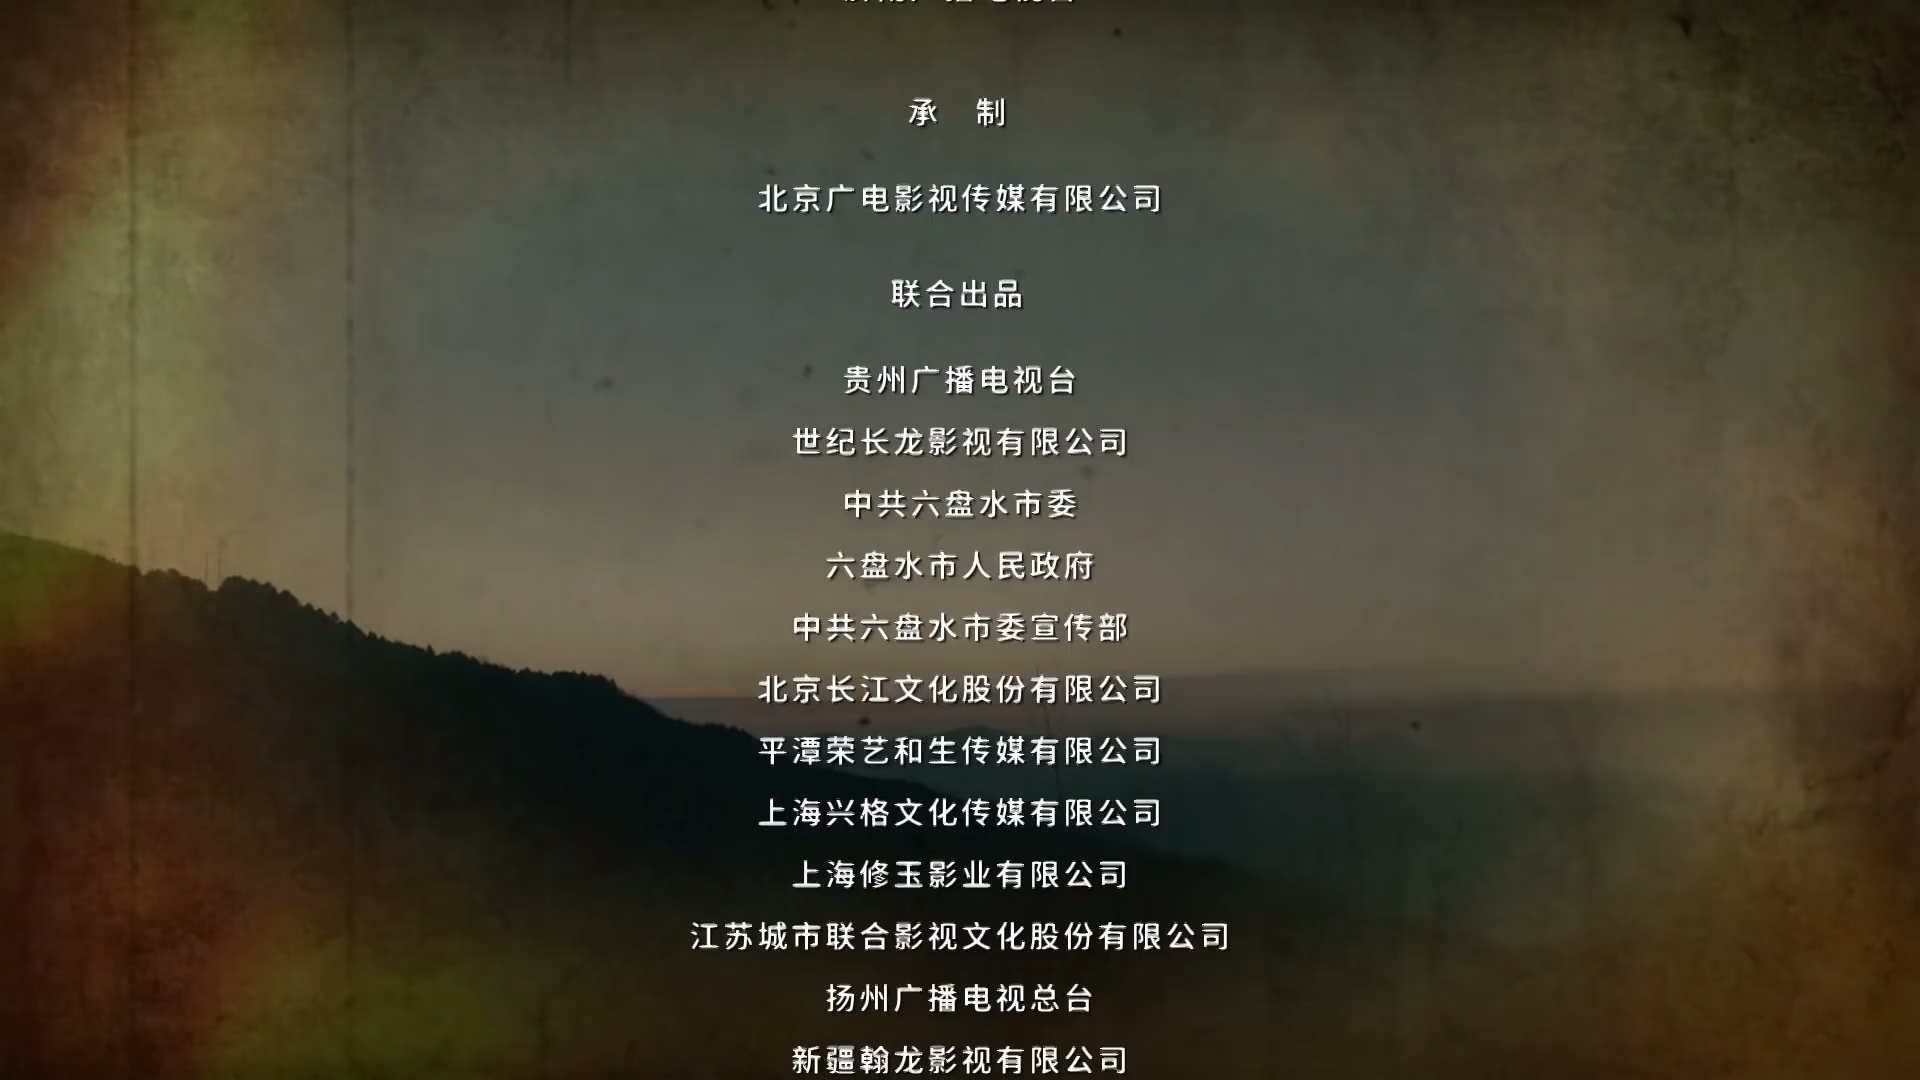 承 制
北京广电影视传媒有限公司
联合出品
贵州广播电视台
世纪长龙影视有限公司
中共六盘水市委
六盘水市人民政府
中共六盘水市委宣传部
北京长江文化股份有限公司
平潭荣艺和生传媒有限公司
上海兴格文化传媒有限公司
上海修玉影业有限公司
江苏城市联合影视文化股份有限公司
扬州广播电视总台
新疆翰龙影视有限公司